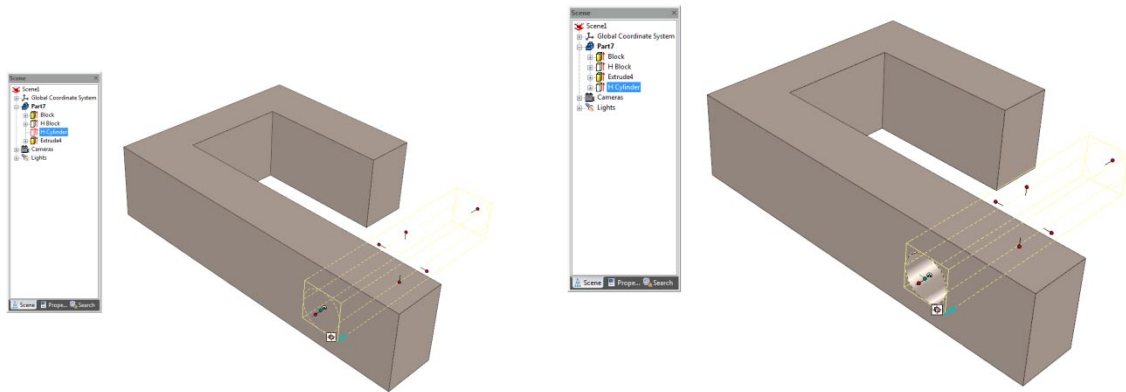 Scene
Scene1
Global Coordinate System
Part7
Block
H Block
H Cylinder
Extrude4
Cameras
Lights
Scene Prope... Search
Scene
Scene1
Global Coordinate System
Part7
Block
H Block
Extrude4
H Cylinder
Cameras
Lights
Scene Prope... Search